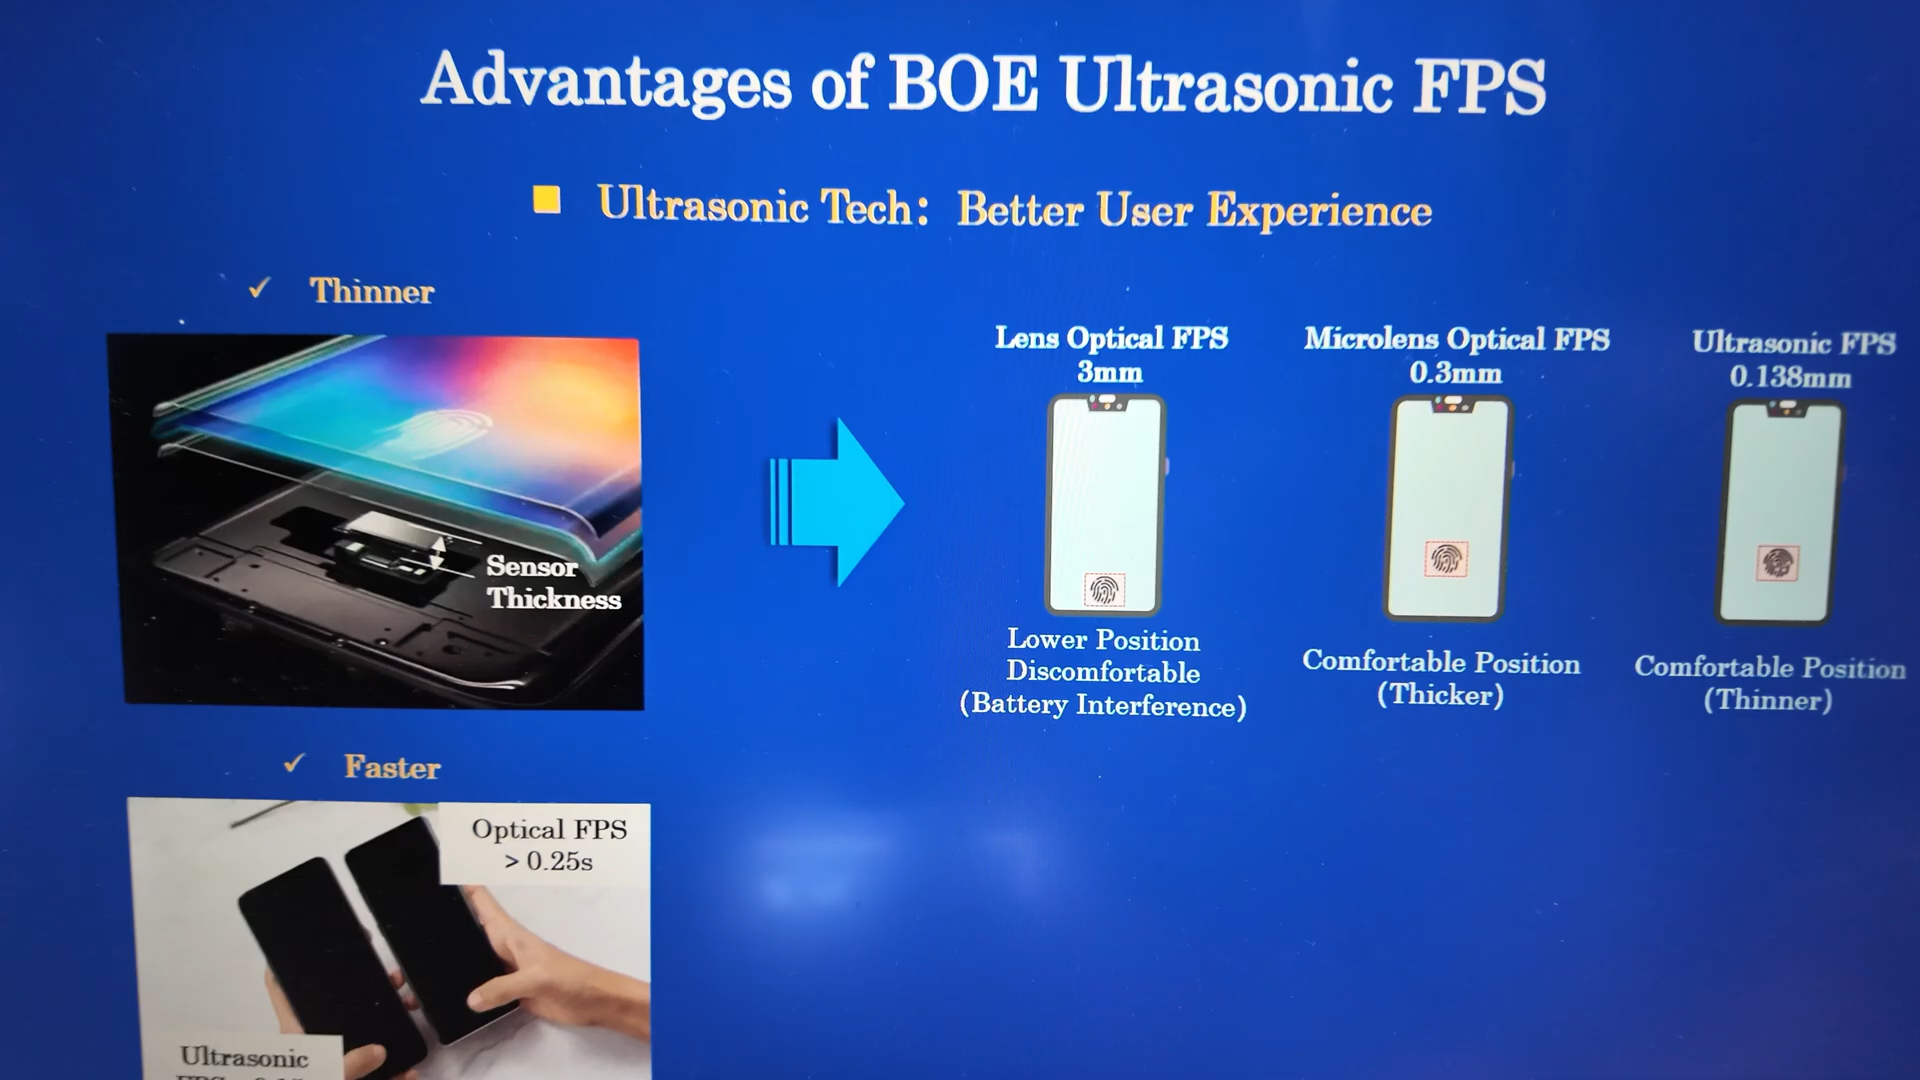 Advantages of BOE Ultrasonic FPS
Ultrasonic Tech: Better User Experience
✓ Thinner
Sensor
Thickness
Lens Optical FPS
3mm
Lower Position
Discomfortable
(Battery Interference)
Microlens Optical FPS
0.3mm
Comfortable Position
(Thicker)
Ultrasonic FPS
0.138mm
Comfortable Position
(Thinner)
✓ Faster
Optical FPS
> 0.25s
Ultrasonic